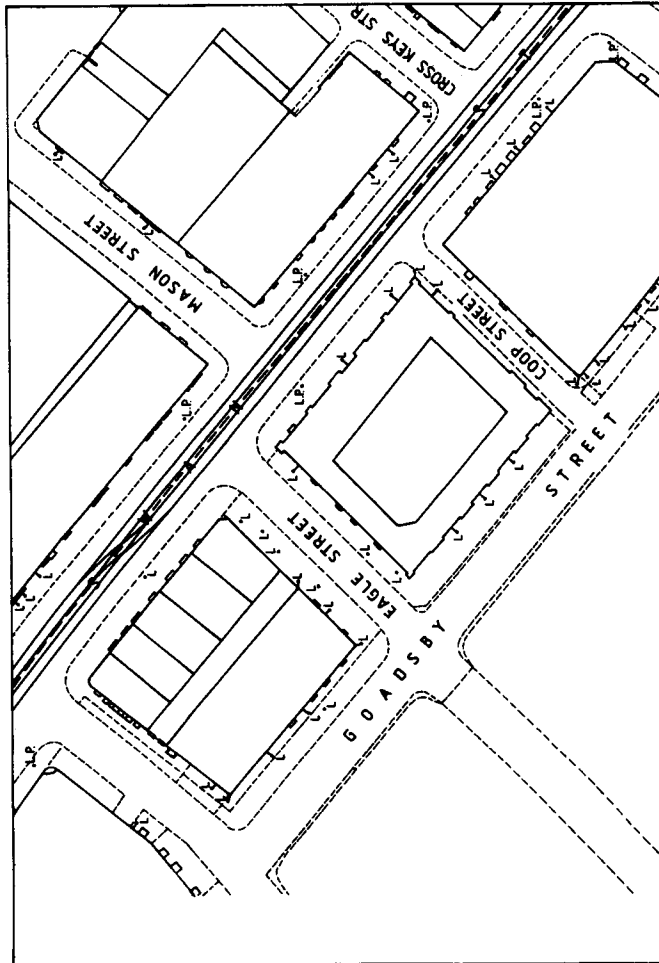 CROSS KEYS STR
L.P.
L.P.
L.P.
MASON STREET
L.P.
COOP STREET
L.P.
L.P.
STREET
EAGLE STREET
GOADSBY
L.P.